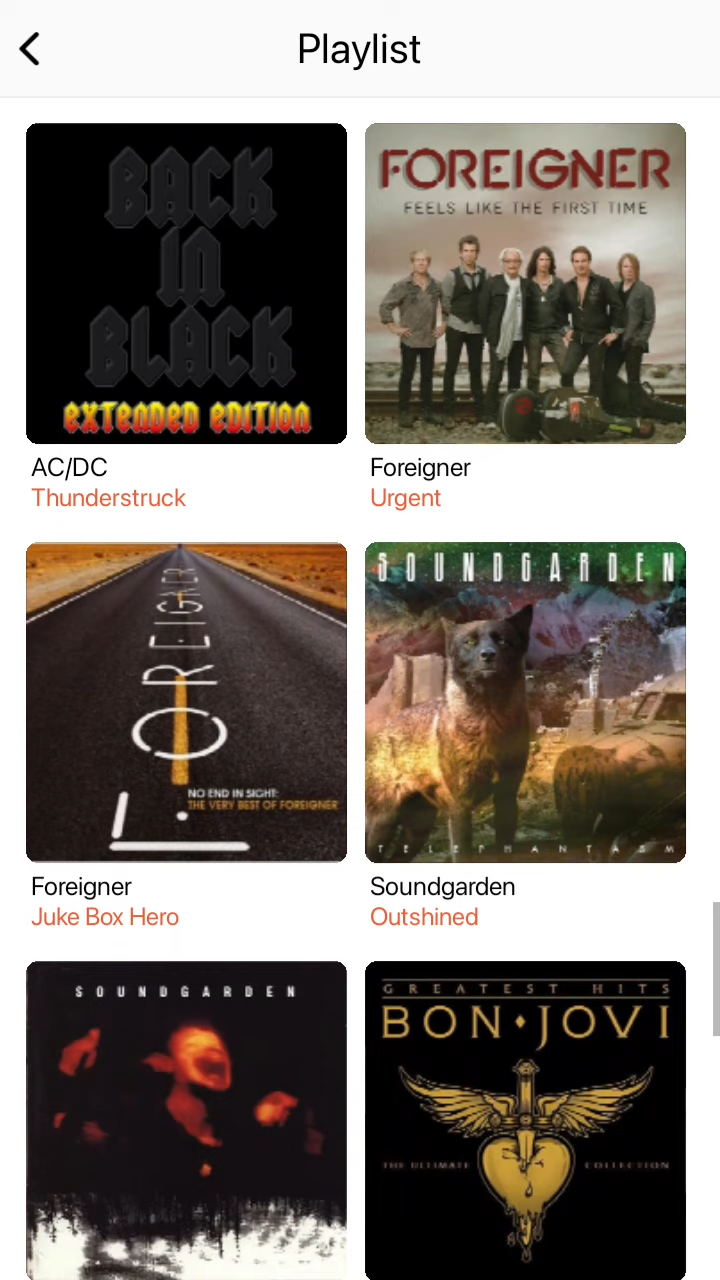 Playlist
BACK
IN
BLACK
EXTENDED EDITION
AC/DC
Thunderstruck
FOREIGNER
FEELS LIKE THE FIRST TIME
Foreigner
Urgent
FOREIGNER
NO END IN SIGHT:
THE VERY BEST OF FOREIGNER
Foreigner
Juke Box Hero
SOUNDGARDEN
TELEPHANTASM
Soundgarden
Outshined
SOUNDGARDEN
GREATEST HITS
BON•JOVI
THE ULTIMATE COLLECTION